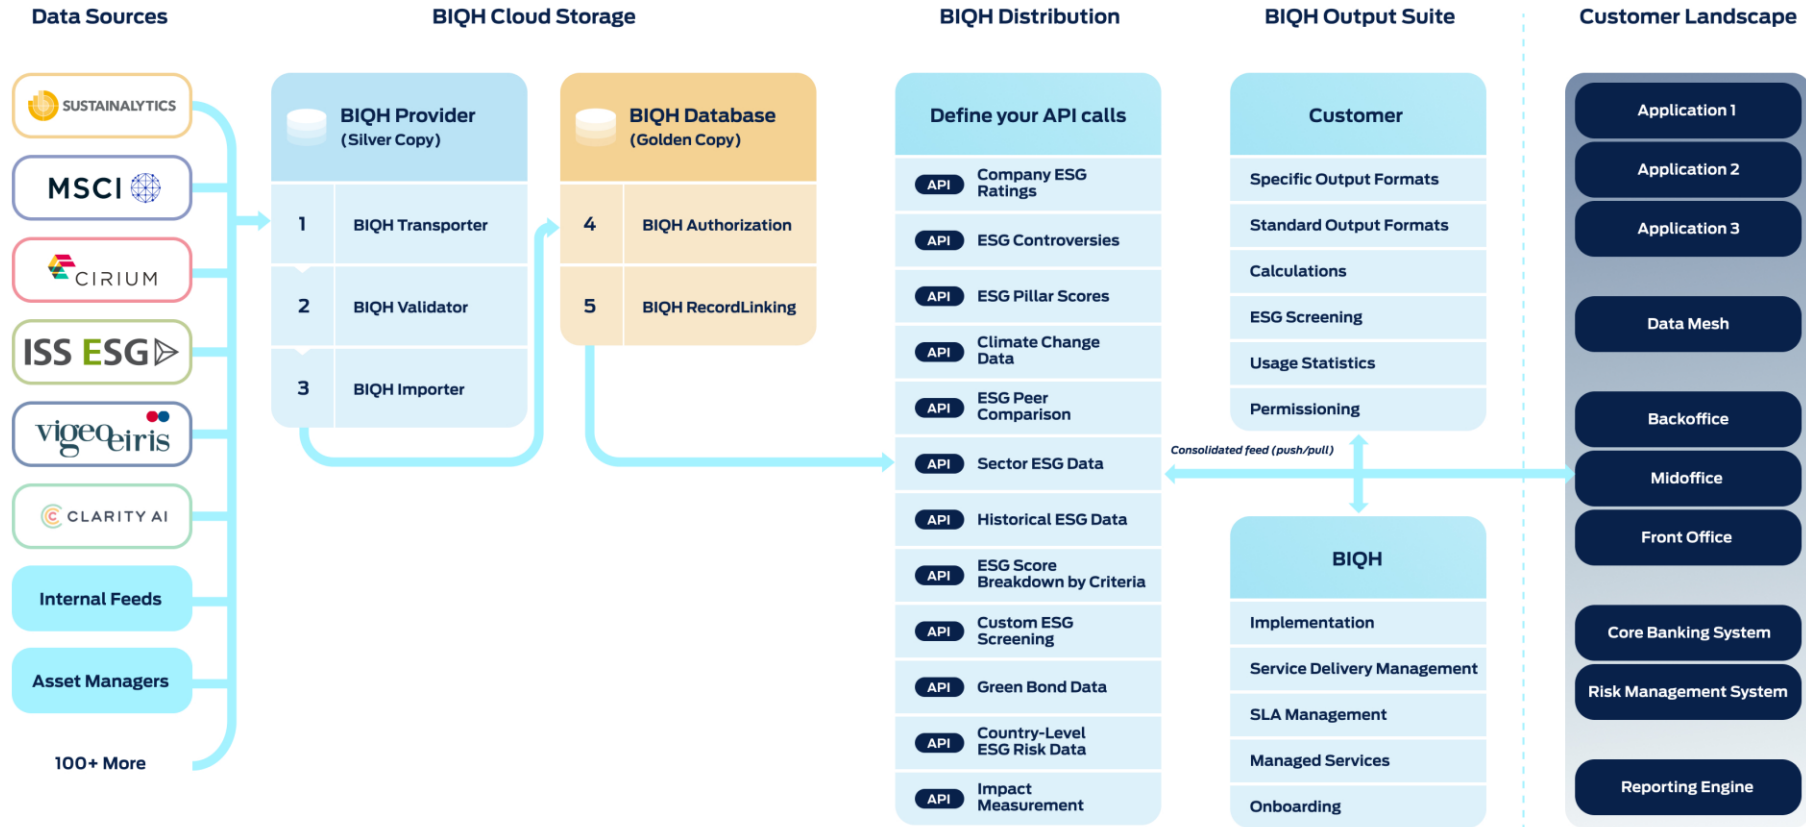 Data Sources
BIQH Cloud Storage
BIQH Distribution
BIQH Output Suite
Customer Landscape
SUSTAINALYTICS
MSCI
CIRIUM
ISS ESG
vigeoeiris
CLARITY AI
Internal Feeds
Asset Managers
100+ More
BIQH Provider
(Silver Copy)
1 BIQH Transporter
2 BIQH Validator
3 BIQH Importer
BIQH Database
(Golden Copy)
4 BIQH Authorization
5 BIQH RecordLinking
Define your API calls
API Company ESG
Ratings
API ESG Controversies
API ESG Pillar Scores
API Climate Change
Data
API ESG Peer
Comparison
API Sector ESG Data
API Historical ESG Data
API ESG Score
Breakdown by Criteria
API Custom ESG
Screening
API Green Bond Data
API Country-Level
ESG Risk Data
API Impact
Measurement
Customer
Specific Output Formats
Standard Output Formats
Calculations
ESG Screening
Usage Statistics
Permissioning
Consolidated feed (push/pull)
BIQH
Implementation
Service Delivery Management
SLA Management
Managed Services
Onboarding
Application 1
Application 2
Application 3
Data Mesh
Backoffice
Midoffice
Front Office
Core Banking System
Risk Management System
Reporting Engine